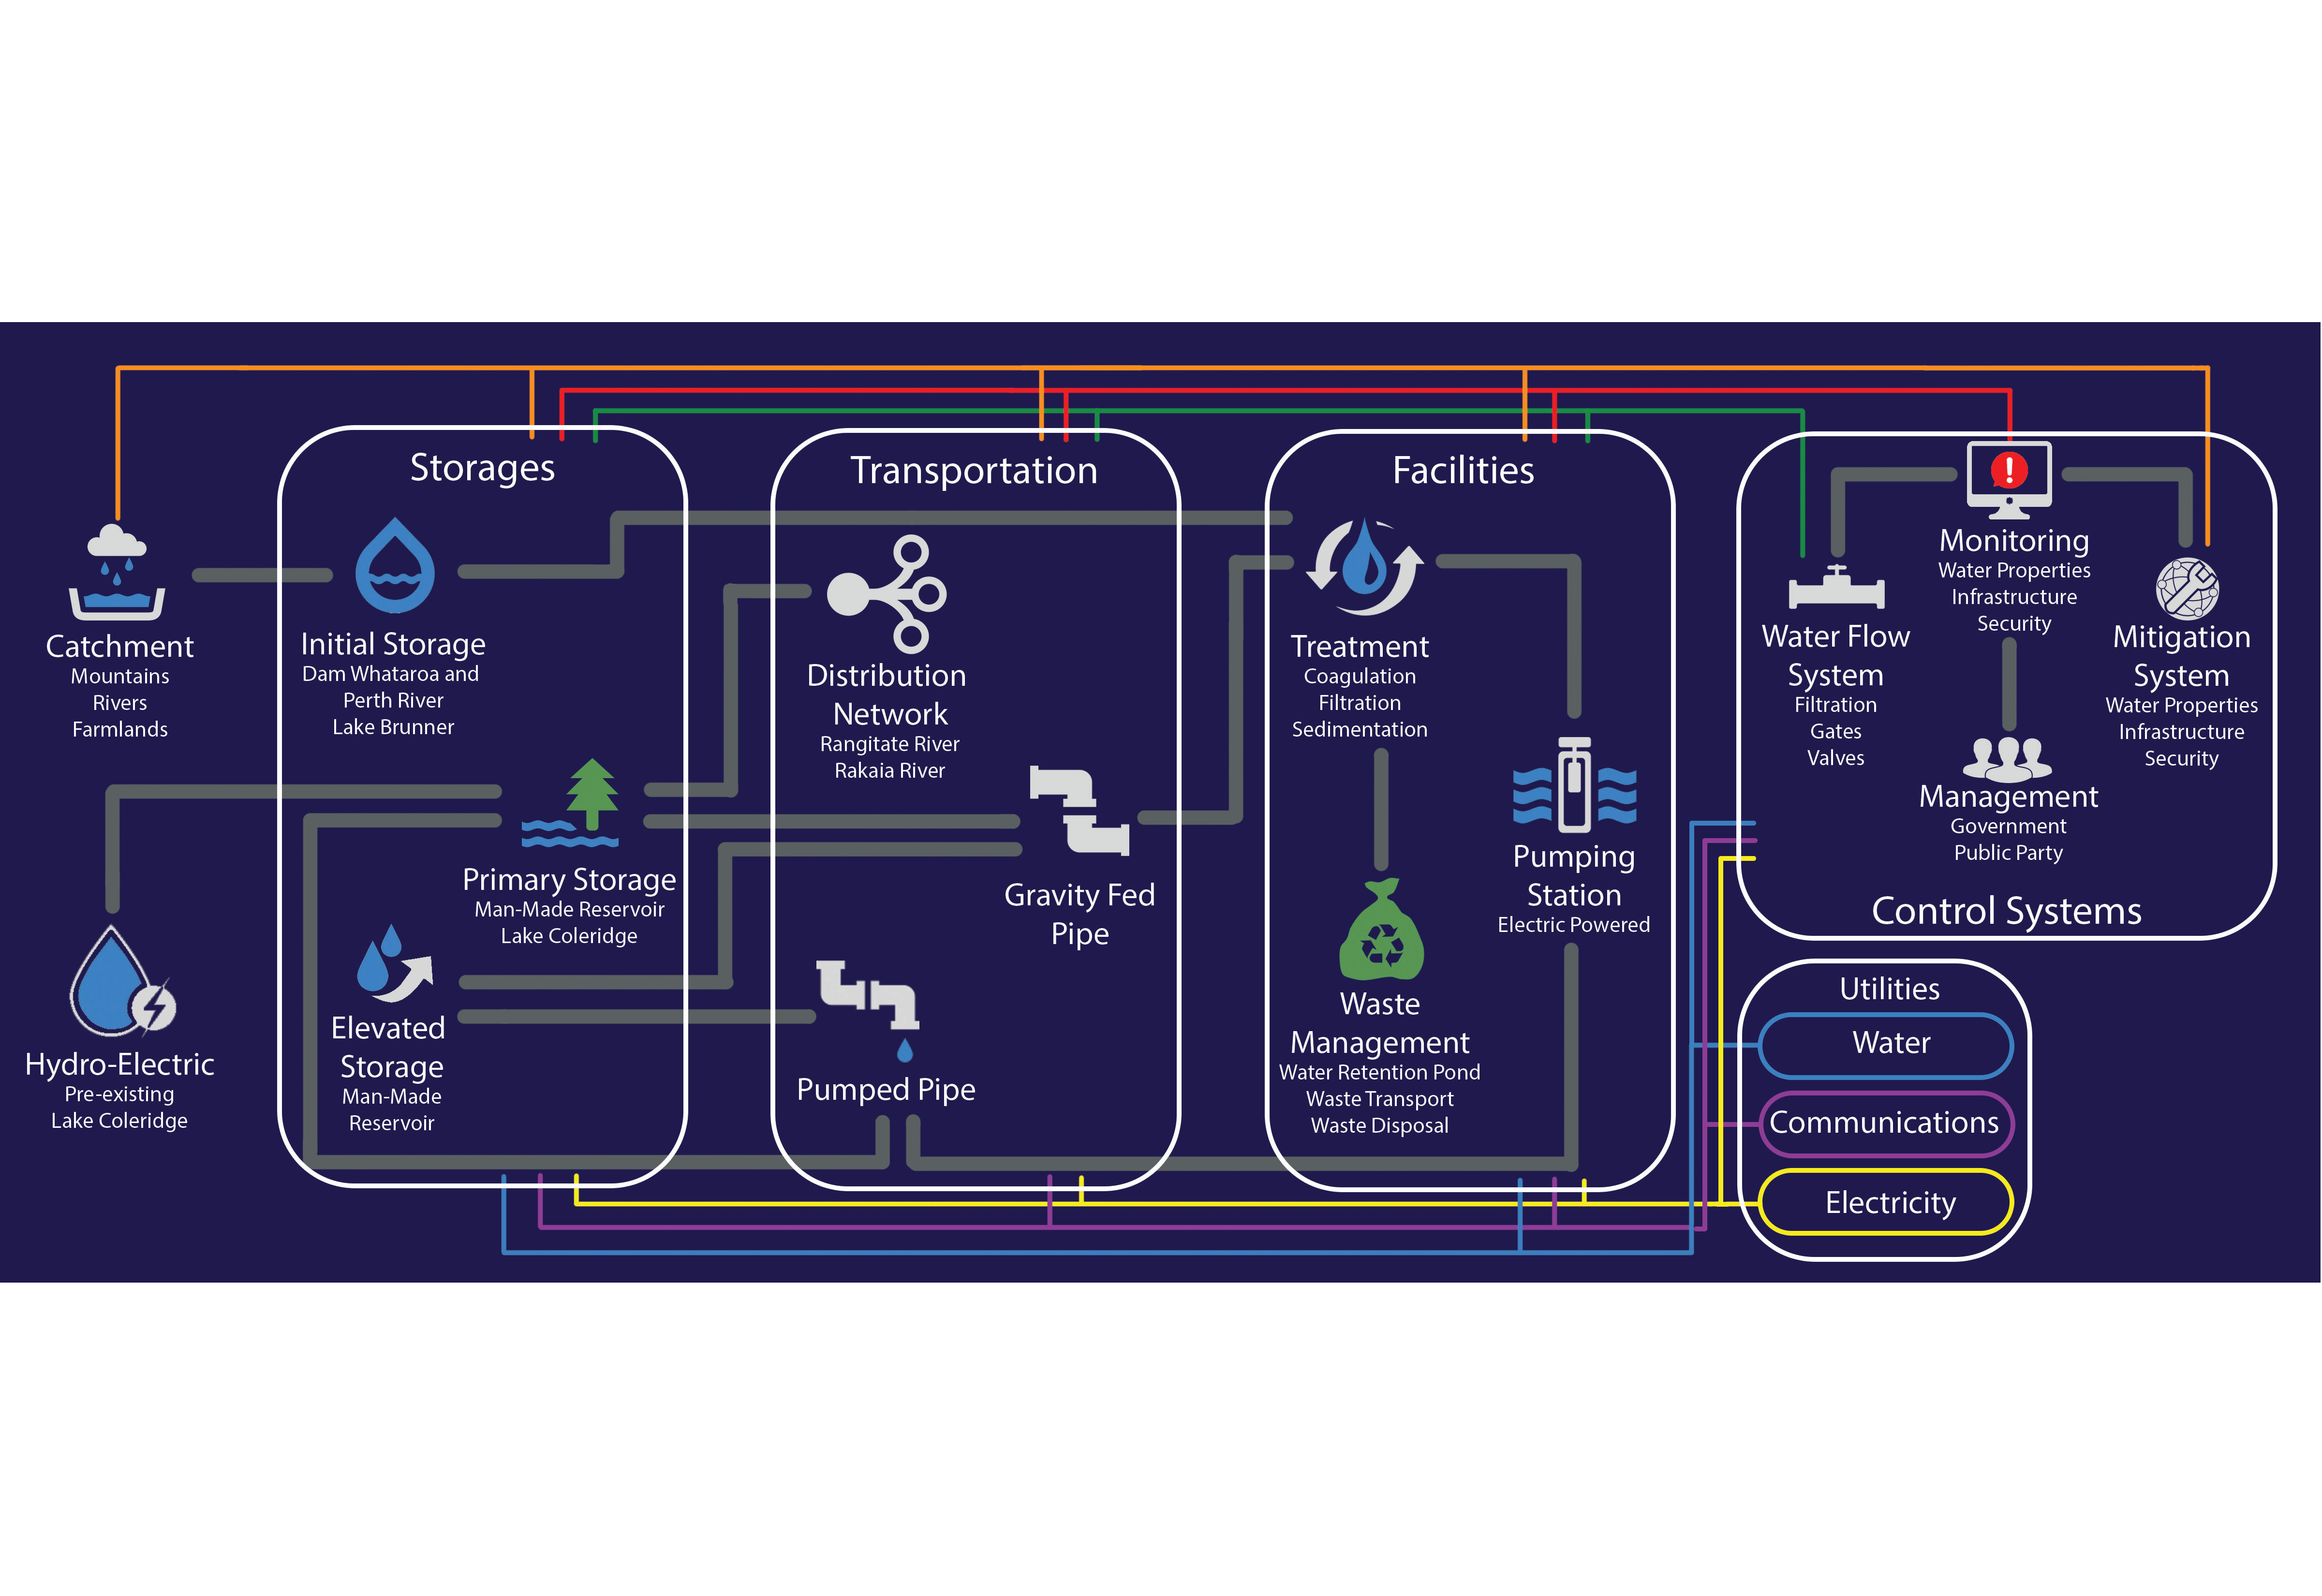 Storages
Transportation
Facilities
Catchment
Mountains
Rivers
Farmlands
Initial Storage
Dam Whataroa and
Perth River
Lake Brunner
Distribution
Network
Rangitate River
Rakaia River
Treatment
Coagulation
Filtration
Sedimentation
Water Flow
System
Filtration
Gates
Valves
Monitoring
Water Properties
Infrastructure
Security
Mitigation
System
Water Properties
Infrastructure
Security
Management
Government
Public Party
Control Systems
Hydro-Electric
Pre-existing
Lake Coleridge
Primary Storage
Man-Made Reservoir
Lake Coleridge
Elevated
Storage
Man-Made
Reservoir
Gravity Fed
Pipe
Pumped Pipe
Pumping
Station
Electric Powered
Waste
Management
Water Retention Pond
Waste Transport
Waste Disposal
Utilities
Water
Communications
Electricity